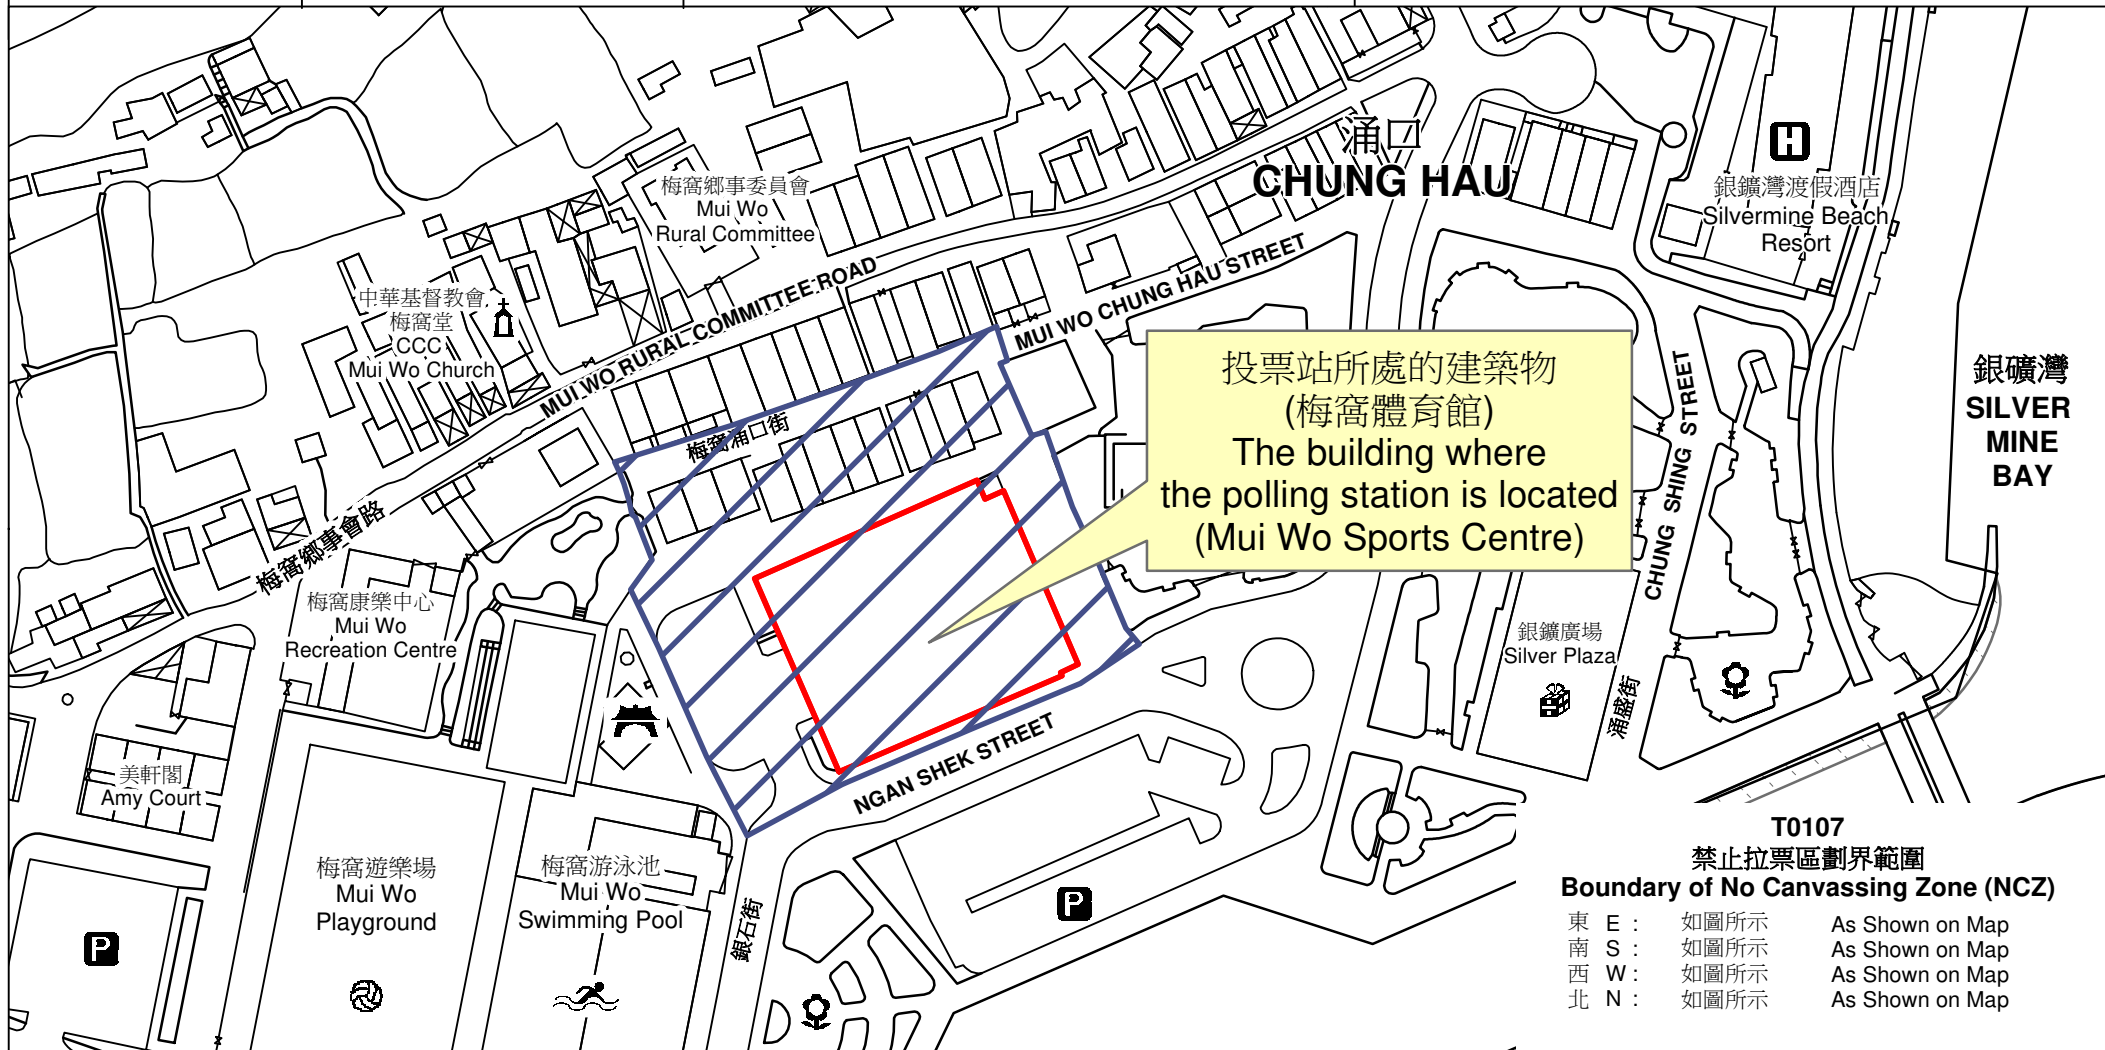 涌口
CHUNG HAU
梅窩鄉事委員會
Mui Wo
Rural Committee
銀鑛灣渡假酒店
Silvermine Beach
Resort
中華基督教會
梅窩堂
CCC
Mui Wo Church
MUI WO RURAL COMMITTEE ROAD
MUI WO CHUNG HAU STREET
梅窩涌口街
投票站所處的建築物
(梅窩體育館)
The building where
the polling station is located
(Mui Wo Sports Centre)
CHUNG SHING STREET
銀礦灣
SILVER
MINE
BAY
梅窩鄉事會路
梅窩康樂中心
Mui Wo
Recreation Centre
銀鑛廣場
Silver Plaza
涌盛街
NGAN SHEK STREET
美軒閣
Amy Court
梅窩遊樂場
Mui Wo
Playground
梅窩游泳池
Mui Wo
Swimming Pool
銀石街
H
P
P
T0107
禁止拉票區劃界範圍
Boundary of No Canvassing Zone (NCZ)
東 E : 如圖所示 As Shown on Map
南 S : 如圖所示 As Shown on Map
西 W : 如圖所示 As Shown on Map
北 N : 如圖所示 As Shown on Map